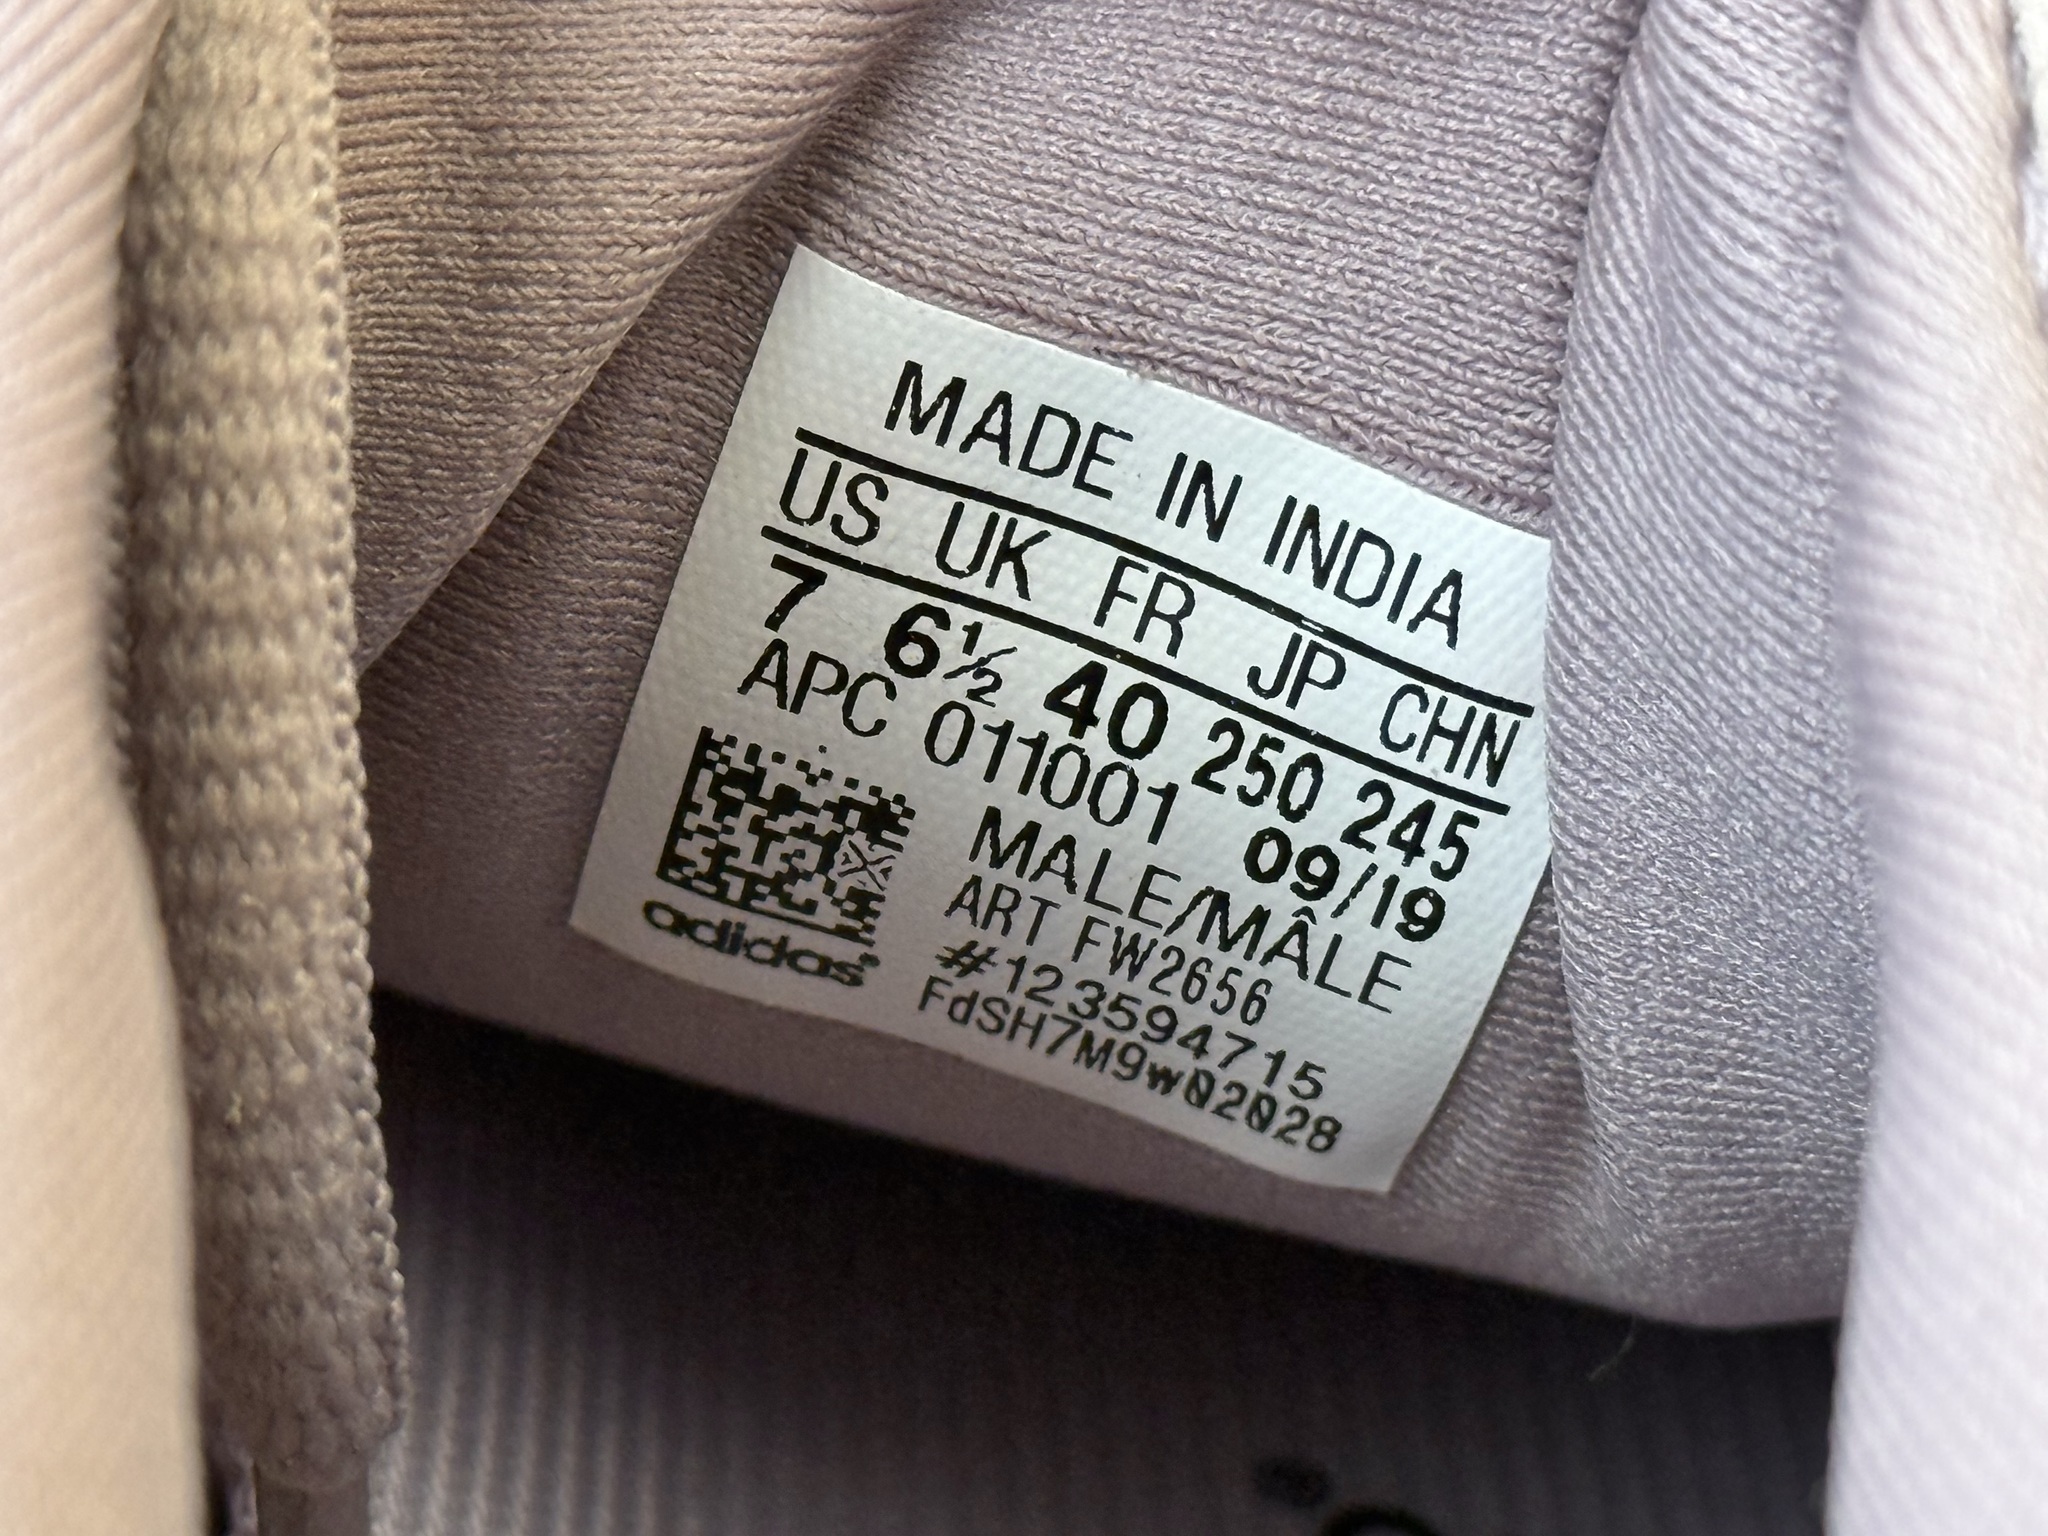 MADE IN INDIA
US UK FR JP CHN
7 6½ 40 250 245
APC 011001 09/19
MALE/MÂLE
ART FW2656
#123594715
FdSH7M9w02028
adidas